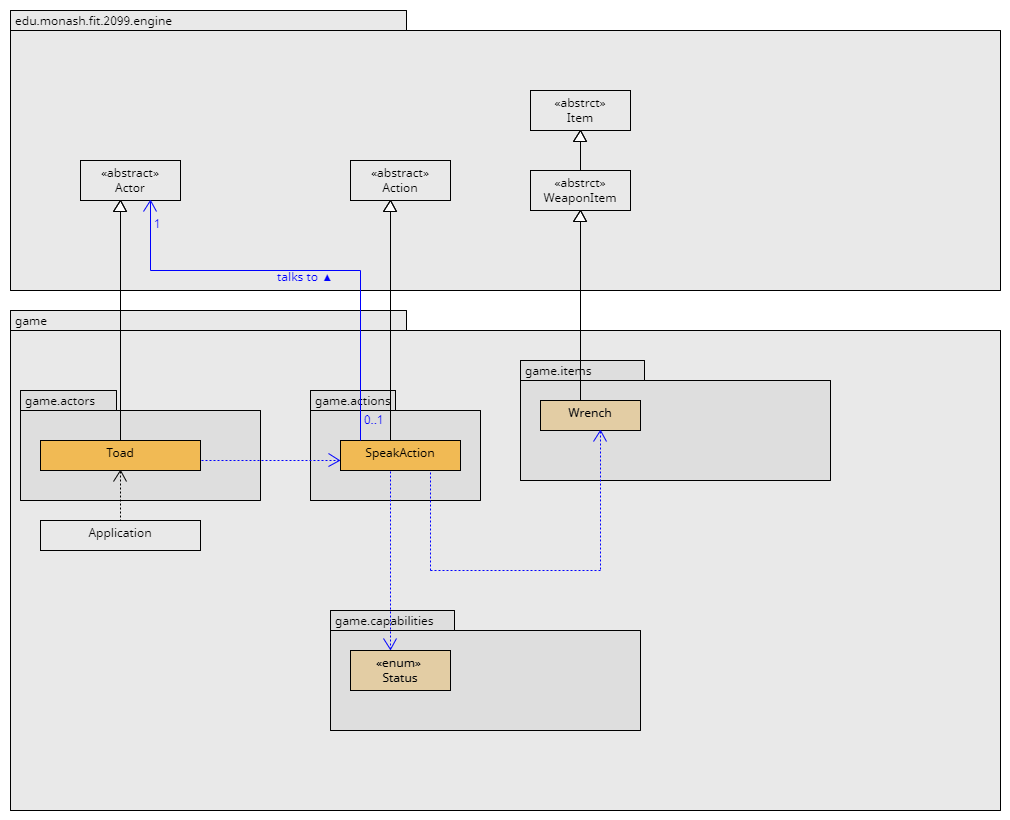 edu.monash.fit.2099.engine
«abstrct»
Item
«abstract»
Actor
«abstract»
Action
«abstrct»
WeaponItem
1
talks to ▲
game
game.items
game.actors
game.actions
Wrench
0..1
Toad
SpeakAction
Application
game.capabilities
«enum»
Status